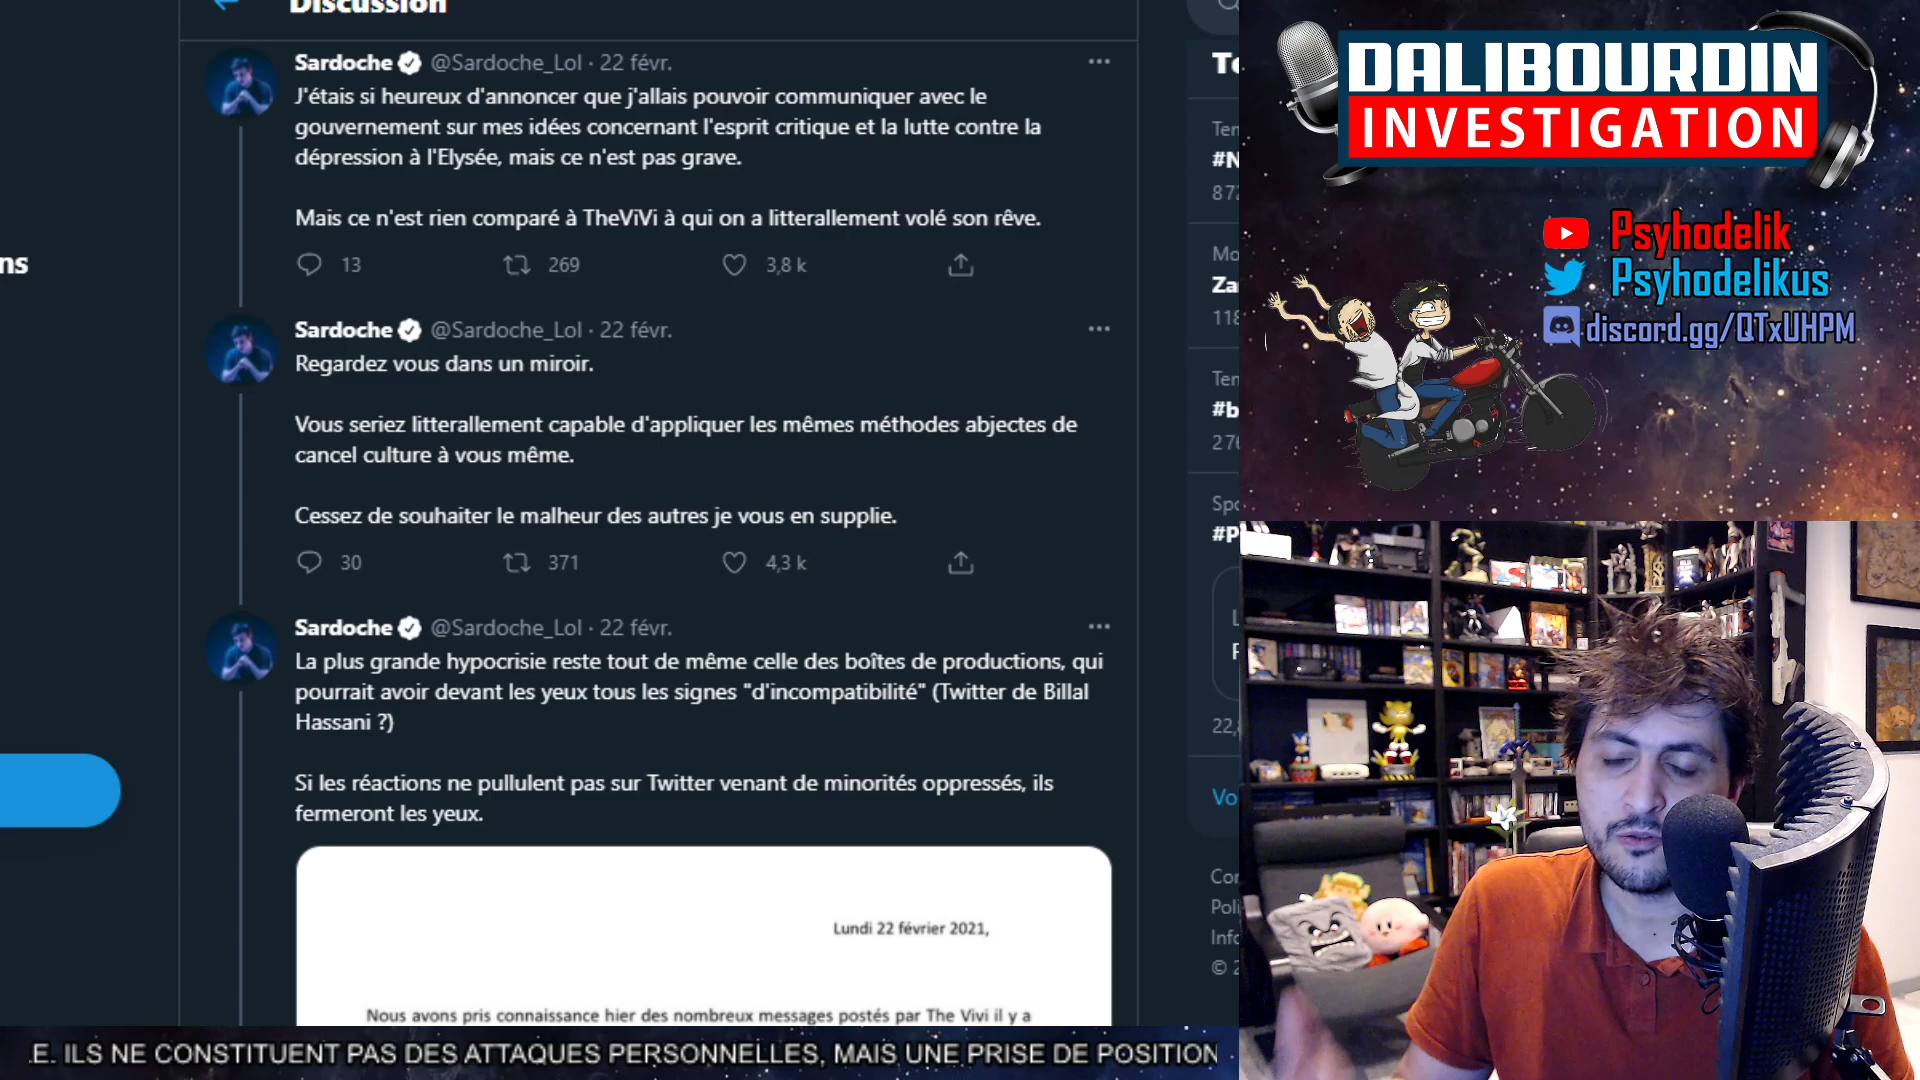 Discussion
Sardoche @Sardoche_Lol · 22 févr.
J'étais si heureux d'annoncer que j'allais pouvoir communiquer avec le
gouvernement sur mes idées concernant l'esprit critique et la lutte contre la
dépression à l'Elysée, mais ce n'est pas grave.
Mais ce n'est rien comparé à TheViVi à qui on a litterallement volé son rêve.
13 269 3,8 k
Sardoche @Sardoche_Lol · 22 févr.
Regardez vous dans un miroir.
Vous seriez litterallement capable d'appliquer les mêmes méthodes abjectes de
cancel culture à vous même.
Cessez de souhaiter le malheur des autres je vous en supplie.
30 371 4,3 k
Sardoche @Sardoche_Lol · 22 févr.
La plus grande hypocrisie reste tout de même celle des boîtes de productions, qui
pourrait avoir devant les yeux tous les signes "d'incompatibilité" (Twitter de Billal
Hassani ?)
Si les réactions ne pullulent pas sur Twitter venant de minorités oppressés, ils
fermeront les yeux.
Lundi 22 février 2021,
Nous avons pris connaissance hier des nombreux messages postés par The Vivi il y a
ns
DALIBOURDIN
INVESTIGATION
Psyhodelik
Psyhodelikus
discord.gg/QTxUHPM
.E. ILS NE CONSTITUENT PAS DES ATTAQUES PERSONNELLES, MAIS UNE PRISE DE POSITION